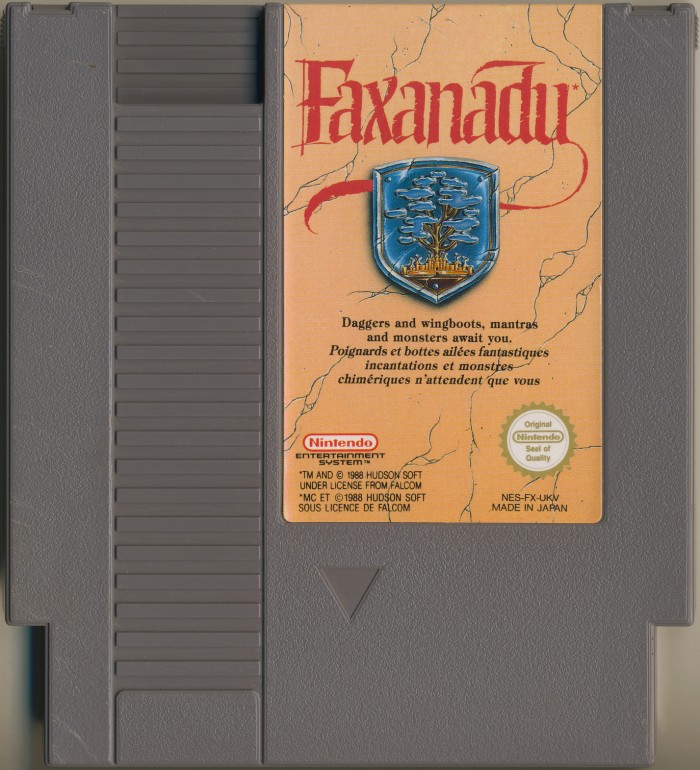 Faxanadu*
Daggers and wingboots, mantras
and monsters await you.
Poignards et bottes ailées fantastiques
incantations et monstres
chimériques n'attendent que vous
Nintendo
ENTERTAINMENT
SYSTEM™
*TM AND © 1988 HUDSON SOFT
UNDER LICENSE FROM FALCOM
*MC ET ©1988 HUDSON SOFT
SOUS LICENCE DE FALCOM
Original
Nintendo
Seal of
Quality
NES-FX-UKV
MADE IN JAPAN